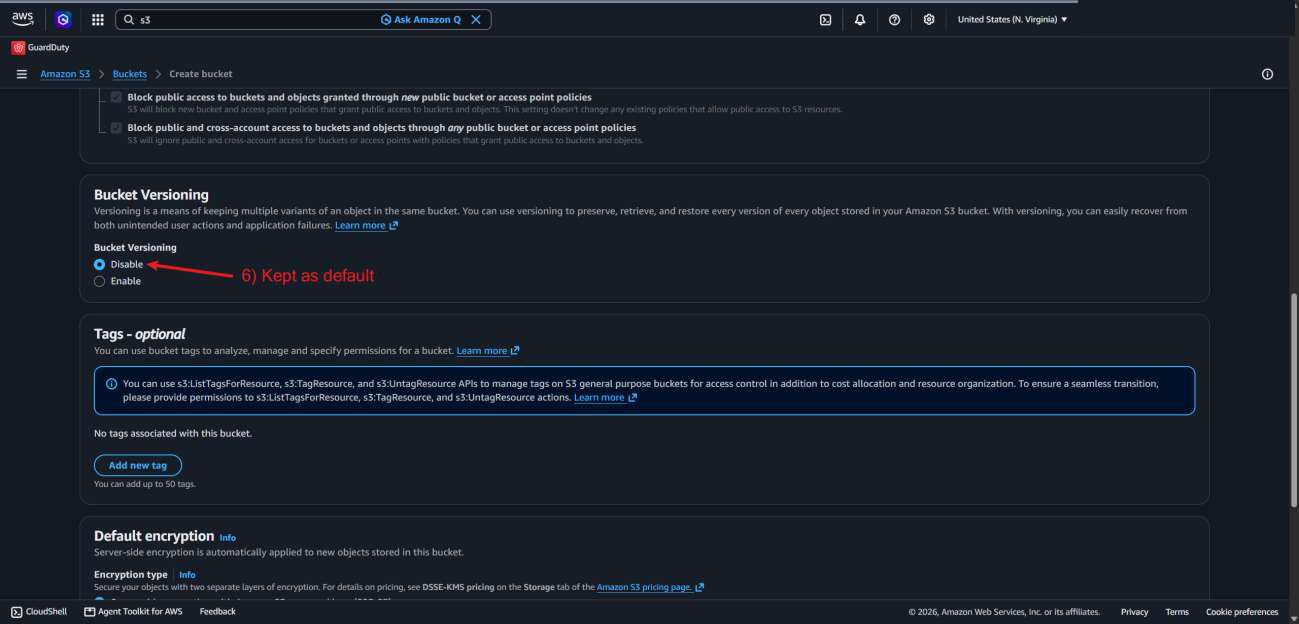 aws
s3
Ask Amazon Q
United States (N. Virginia)
GuardDuty
Amazon S3 > Buckets > Create bucket
Block public access to buckets and objects granted through new public bucket or access point policies
S3 will block new bucket and access point policies that grant public access to buckets and objects. This setting doesn't change any existing policies that allow public access to S3 resources.
Block public and cross-account access to buckets and objects through any public bucket or access point policies
S3 will ignore public and cross-account access for buckets or access points with policies that grant public access to buckets and objects.
Bucket Versioning
Versioning is a means of keeping multiple variants of an object in the same bucket. You can use versioning to preserve, retrieve, and restore every version of every object stored in your Amazon S3 bucket. With versioning, you can easily recover from
both unintended user actions and application failures. Learn more
Bucket Versioning
Disable
6) Kept as default
Enable
Tags - optional
You can use bucket tags to analyze, manage and specify permissions for a bucket. Learn more
You can use s3:ListTagsForResource, s3:TagResource, and s3:UntagResource APIs to manage tags on S3 general purpose buckets for access control in addition to cost allocation and resource organization. To ensure a seamless transition,
please provide permissions to s3:ListTagsForResource, s3:TagResource, and s3:UntagResource actions. Learn more
No tags associated with this bucket.
Add new tag
You can add up to 50 tags.
Default encryption Info
Server-side encryption is automatically applied to new objects stored in this bucket.
Encryption type Info
Secure your objects with two separate layers of encryption. For details on pricing, see DSSE-KMS pricing on the Storage tab of the Amazon S3 pricing page.
CloudShell
Agent Toolkit for AWS
Feedback
© 2026, Amazon Web Services, Inc. or its affiliates.
Privacy
Terms
Cookie preferences